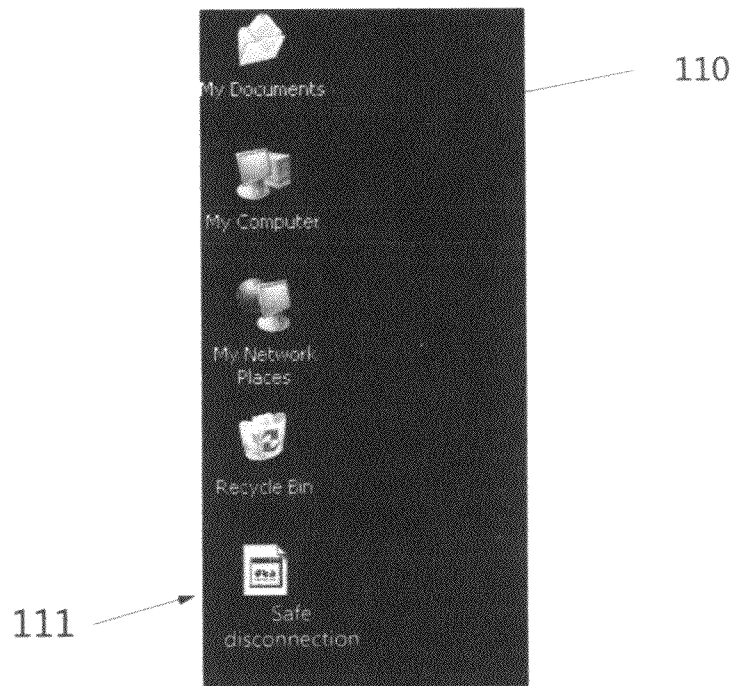 My Documents
110
My Computer
My Network
Places
Recycle Bin
111
Safe
disconnection